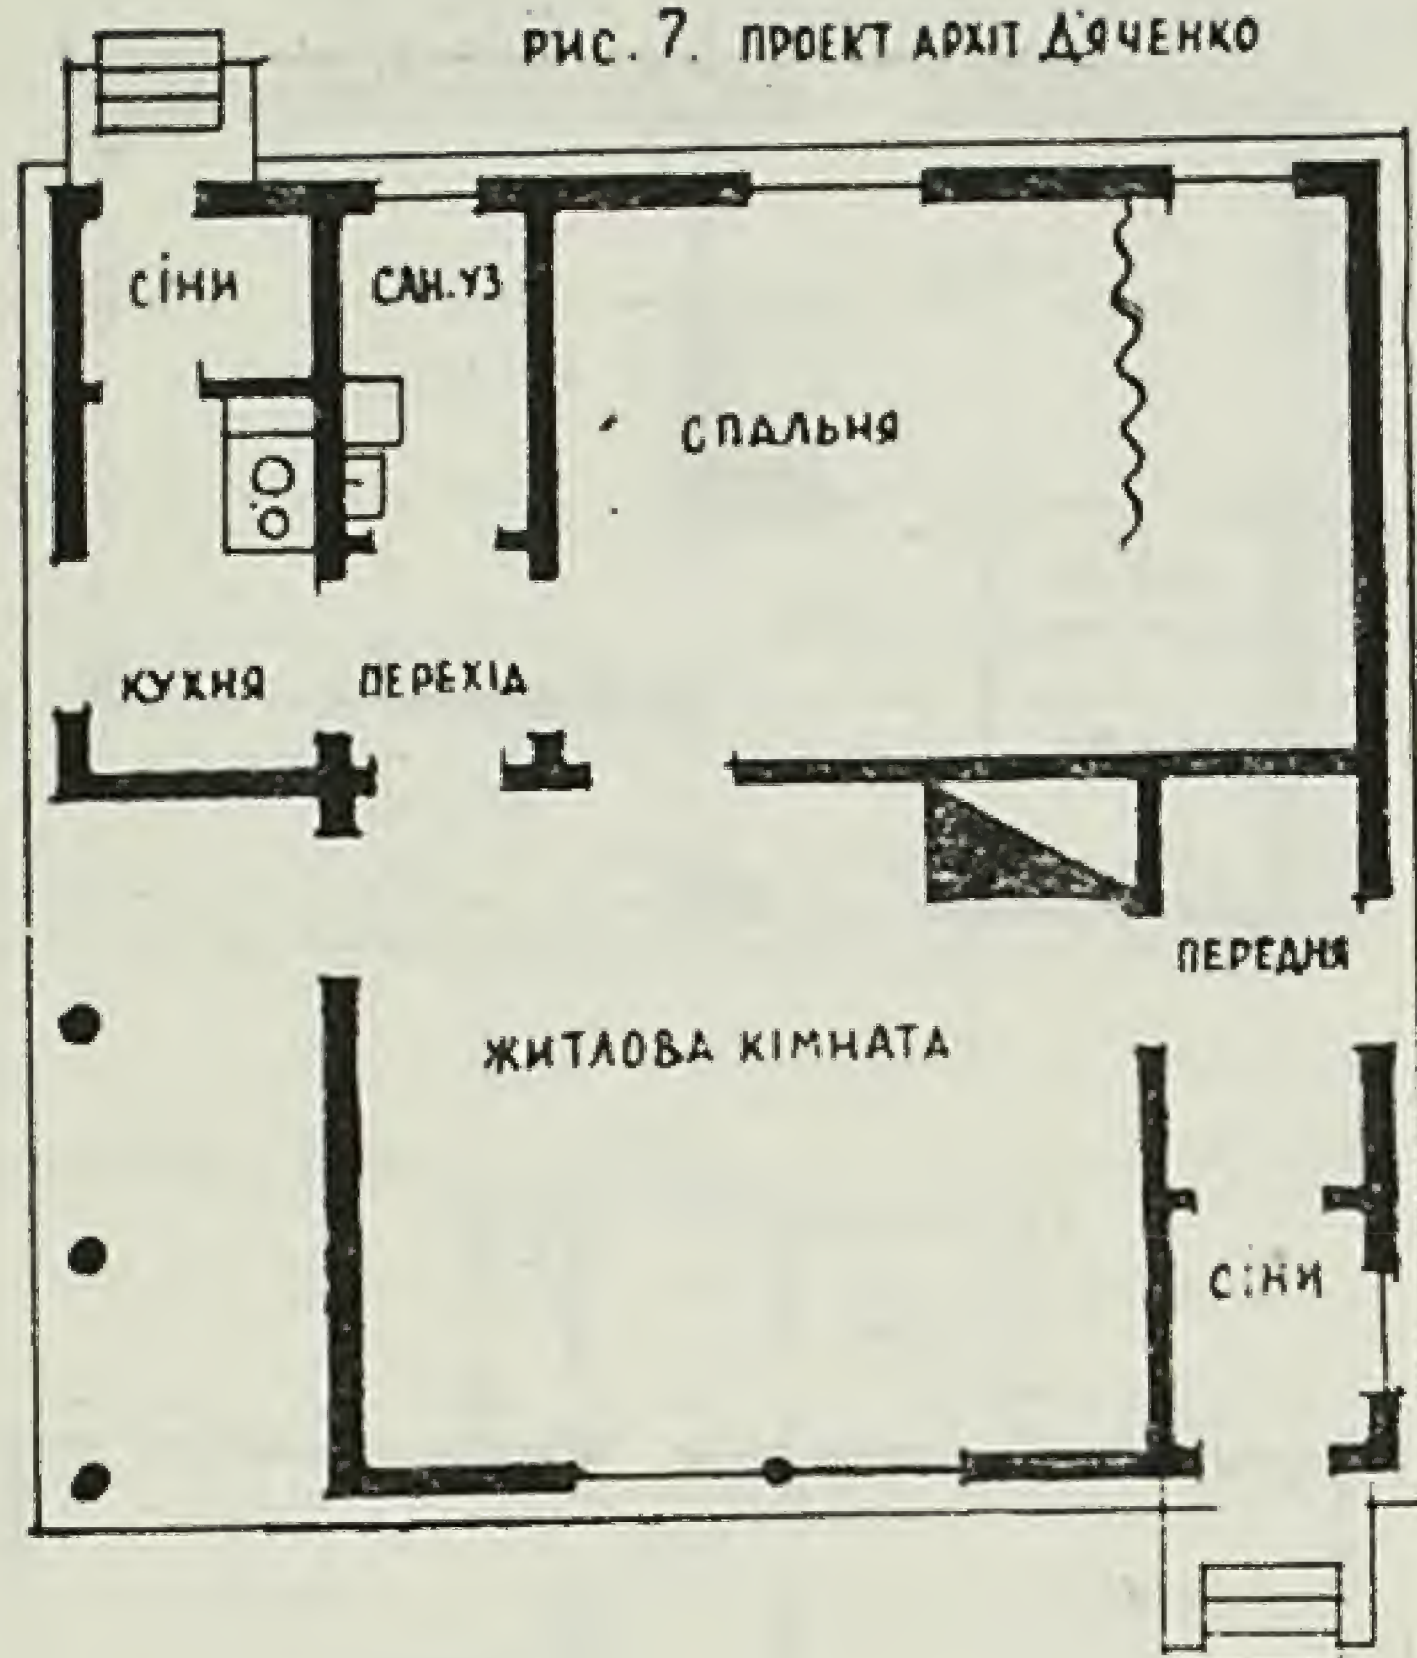 РИС. 7. ПРОЕКТ АРХІТ Д'ЯЧЕНКО
СІНИ
САН.УЗ
СПАЛЬНЯ
КУХНЯ
ПЕРЕХІД
ПЕРЕДНЯ
ЖИТЛОВА КІМНАТА
СІНИ